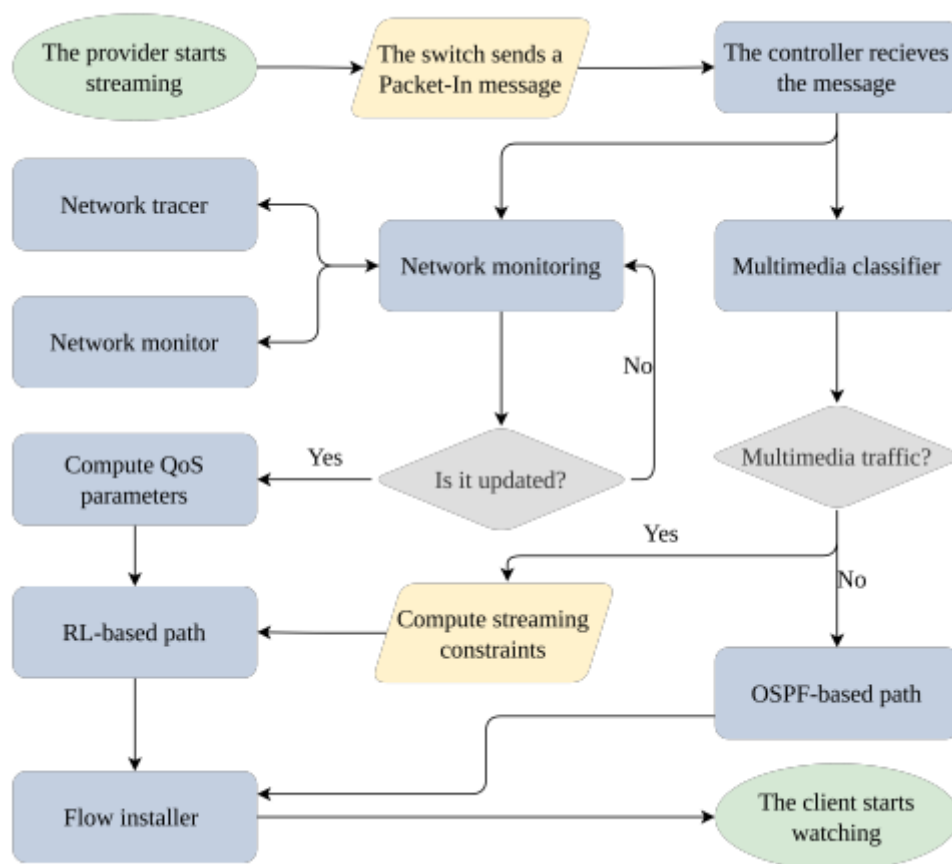 The provider starts
streaming
The switch sends a
Packet-In message
The controller recieves
the message
Network tracer
Network monitoring
Multimedia classifier
Network monitor
No
Compute QoS
parameters
Yes
Is it updated?
Multimedia traffic?
Yes
No
RL-based path
Compute streaming
constraints
OSPF-based path
Flow installer
The client starts
watching